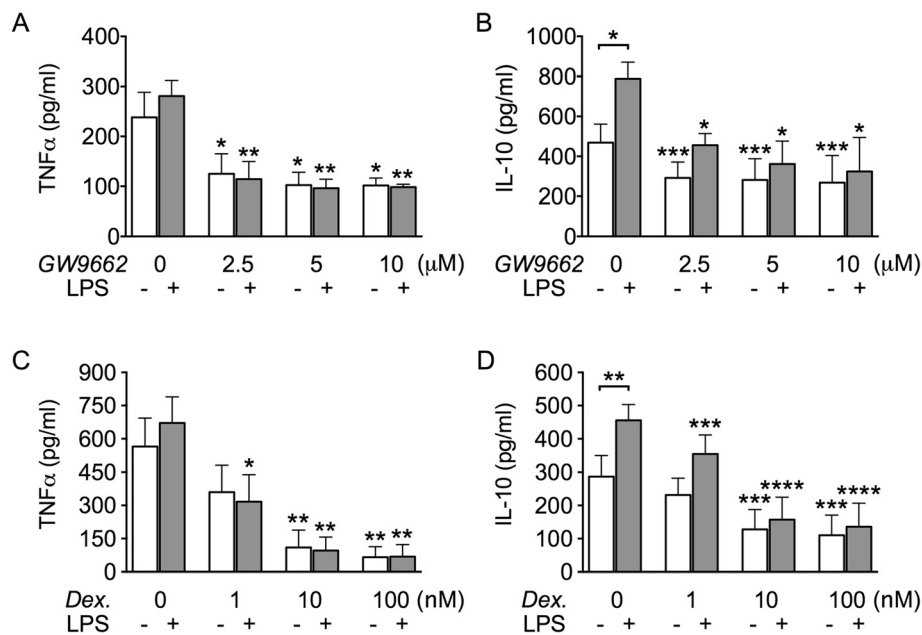 A
TNFα (pg/ml)
400
300
200
100
0
* ** * ** * **
GW9662 0 2.5 5 10 (μM)
LPS - + - + - + - +
B
IL-10 (pg/ml)
1000
800
600
400
200
0
*
*** * *** * *** *
GW9662 0 2.5 5 10 (μM)
LPS - + - + - + - +
C
TNFα (pg/ml)
900
750
600
450
300
150
0
* ** ** ** **
Dex. 0 1 10 100 (nM)
LPS - + - + - + - +
D
IL-10 (pg/ml)
600
500
400
300
200
100
0
**
*** *** **** *** ****
Dex. 0 1 10 100 (nM)
LPS - + - + - + - +